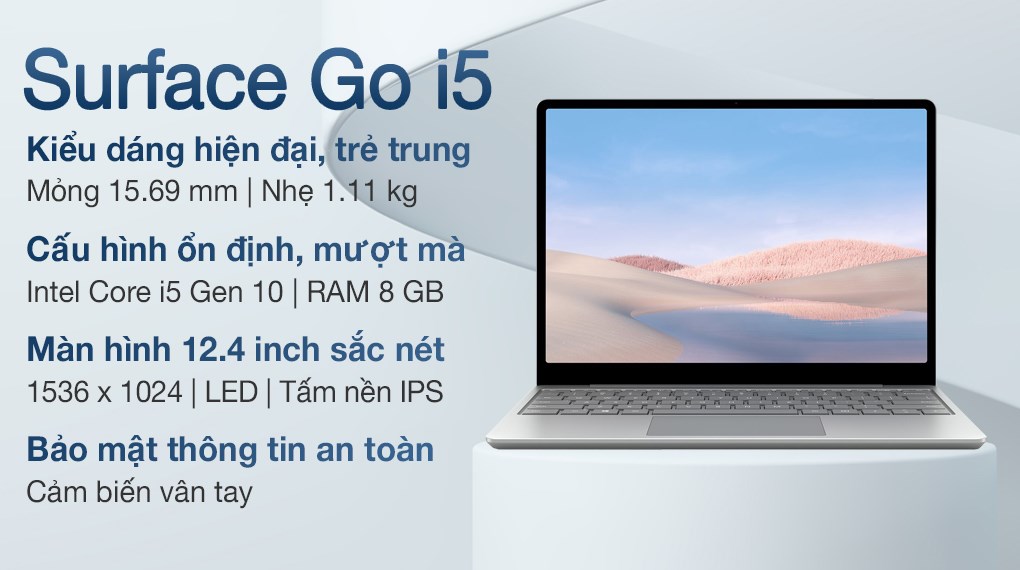 Surface Go i5
Kiểu dáng hiện đại, trẻ trung
Mỏng 15.69 mm | Nhẹ 1.11 kg
Cấu hình ổn định, mượt mà
Intel Core i5 Gen 10 | RAM 8 GB
Màn hình 12.4 inch sắc nét
1536 x 1024 | LED | Tấm nền IPS
Bảo mật thông tin an toàn
Cảm biến vân tay